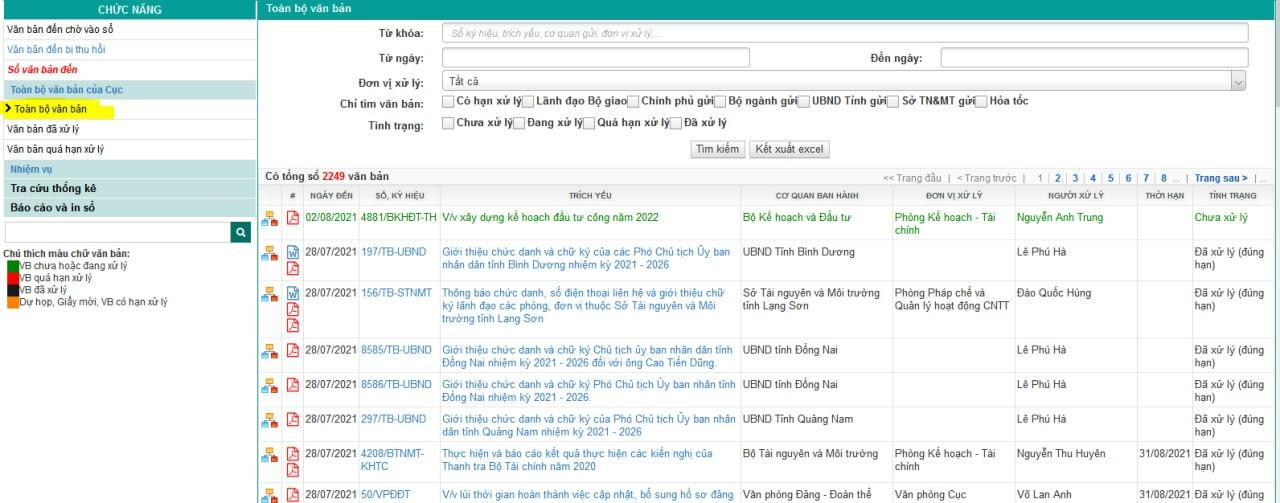 CHỨC NĂNG
Văn bản đến chờ vào sổ
Văn bản đến bị thu hồi
Sổ văn bản đến
Toàn bộ văn bản của Cục
Toàn bộ văn bản
Văn bản đã xử lý
Văn bản quá hạn xử lý
Nhiệm vụ
Tra cứu thống kê
Báo cáo và in sổ
Chú thích màu chữ văn bản:
VB chưa hoặc đang xử lý
VB quá hạn xử lý
VB đã xử lý
Dự họp, Giấy mời, VB có hạn xử lý
Toàn bộ văn bản
Từ khóa: Số ký hiệu, trích yếu, cơ quan gửi, đơn vị xử lý,...
Từ ngày: Đến ngày:
Đơn vị xử lý: Tất cả
Chỉ tìm văn bản: Có hạn xử lý Lãnh đạo Bộ giao Chính phủ gửi Bộ ngành gửi UBND Tỉnh gửi Sở TN&MT gửi Hỏa tốc
Tình trạng: Chưa xử lý Đang xử lý Quá hạn xử lý Đã xử lý
Tìm kiếm Kết xuất excel
Có tổng số 2249 văn bản << Trang đầu | < Trang trước | 1 | 2 | 3 | 4 | 5 | 6 | 7 | 8 ... | Trang sau > |...
# NGÀY ĐẾN SỐ, KÝ HIỆU TRÍCH YẾU CƠ QUAN BAN HÀNH ĐƠN VỊ XỬ LÝ NGƯỜI XỬ LÝ THỜI HẠN TÌNH TRẠNG
02/08/2021 4881/BKHĐT-TH V/v xây dựng kế hoạch đầu tư công năm 2022 Bộ Kế hoạch và Đầu tư Phòng Kế hoạch - Tài Nguyễn Anh Trung Chưa xử lý
chính
28/07/2021 197/TB-UBND Giới thiệu chức danh và chữ ký của các Phó Chủ tịch Ủy ban UBND Tỉnh Bình Dương Lê Phú Hà Đã xử lý (đúng
nhân dân tỉnh Bình Dương nhiệm kỳ 2021 - 2026 hạn)
28/07/2021 156/TB-STNMT Thông báo chức danh, số điện thoại liên hệ và giới thiệu chữ Sở Tài nguyên và Môi trường Phòng Pháp chế và Đào Quốc Hùng Đã xử lý (đúng
ký lãnh đạo các phòng, đơn vị thuộc Sở Tài nguyên và Môi tỉnh Lạng Sơn Quản lý hoạt động CNTT hạn)
trường tỉnh Lạng Sơn
28/07/2021 8585/TB-UBND Giới thiệu chức danh và chữ ký Chủ tịch ủy ban nhân dân tỉnh UBND tỉnh Đồng Nai Lê Phú Hà Đã xử lý (đúng
Đồng Nai nhiệm kỳ 2021 - 2026 đối với ông Cao Tiến Dũng. hạn)
28/07/2021 8586/TB-UBND Giới thiệu chức danh và chữ ký Phó Chủ tịch Ủy ban nhân dân tỉnh UBND tỉnh Đồng Nai Lê Phú Hà Đã xử lý (đúng
Đồng Nai nhiệm kỳ 2021 - 2026. hạn)
28/07/2021 297/TB-UBND Giới thiệu chức danh và chữ ký của Phó Chủ tịch Ủy ban nhân UBND Tỉnh Quảng Nam Lê Phú Hà Đã xử lý (đúng
dân tỉnh Quảng Nam nhiệm kỳ 2021 - 2026 hạn)
28/07/2021 4208/BTNMT- Thực hiện và báo cáo kết quả thực hiện các kiến nghị của Bộ Tài nguyên và Môi trường Phòng Kế hoạch - Tài Nguyễn Thu Huyên 31/08/2021 Đã xử lý (đúng
KHTC Thanh tra Bộ Tài chính năm 2020 chính hạn)
28/07/2021 50/VPĐĐT V/v lùi thời gian hoàn thành việc cập nhật, bổ sung hồ sơ đảng Văn phòng Đảng - Đoàn thể Văn phòng Cục Võ Lan Anh 31/08/2021 Đã xử lý (đúng